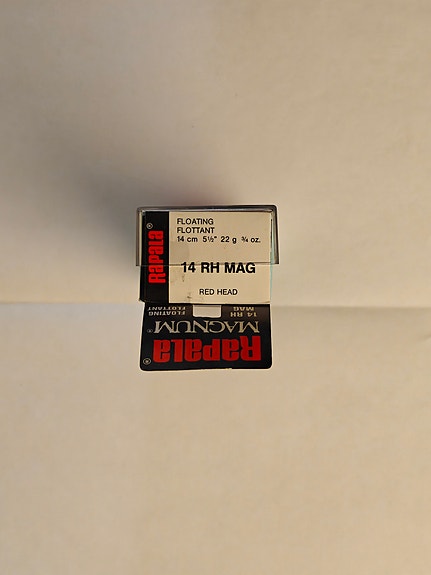 RAPALA®
FLOATING
FLOTTANT
14 cm 5½" 22 g ¾ oz.
14 RH MAG
RED HEAD
RAPALA®
MAGNUM®
14 RH
MAG
FLOATING
FLOTTANT